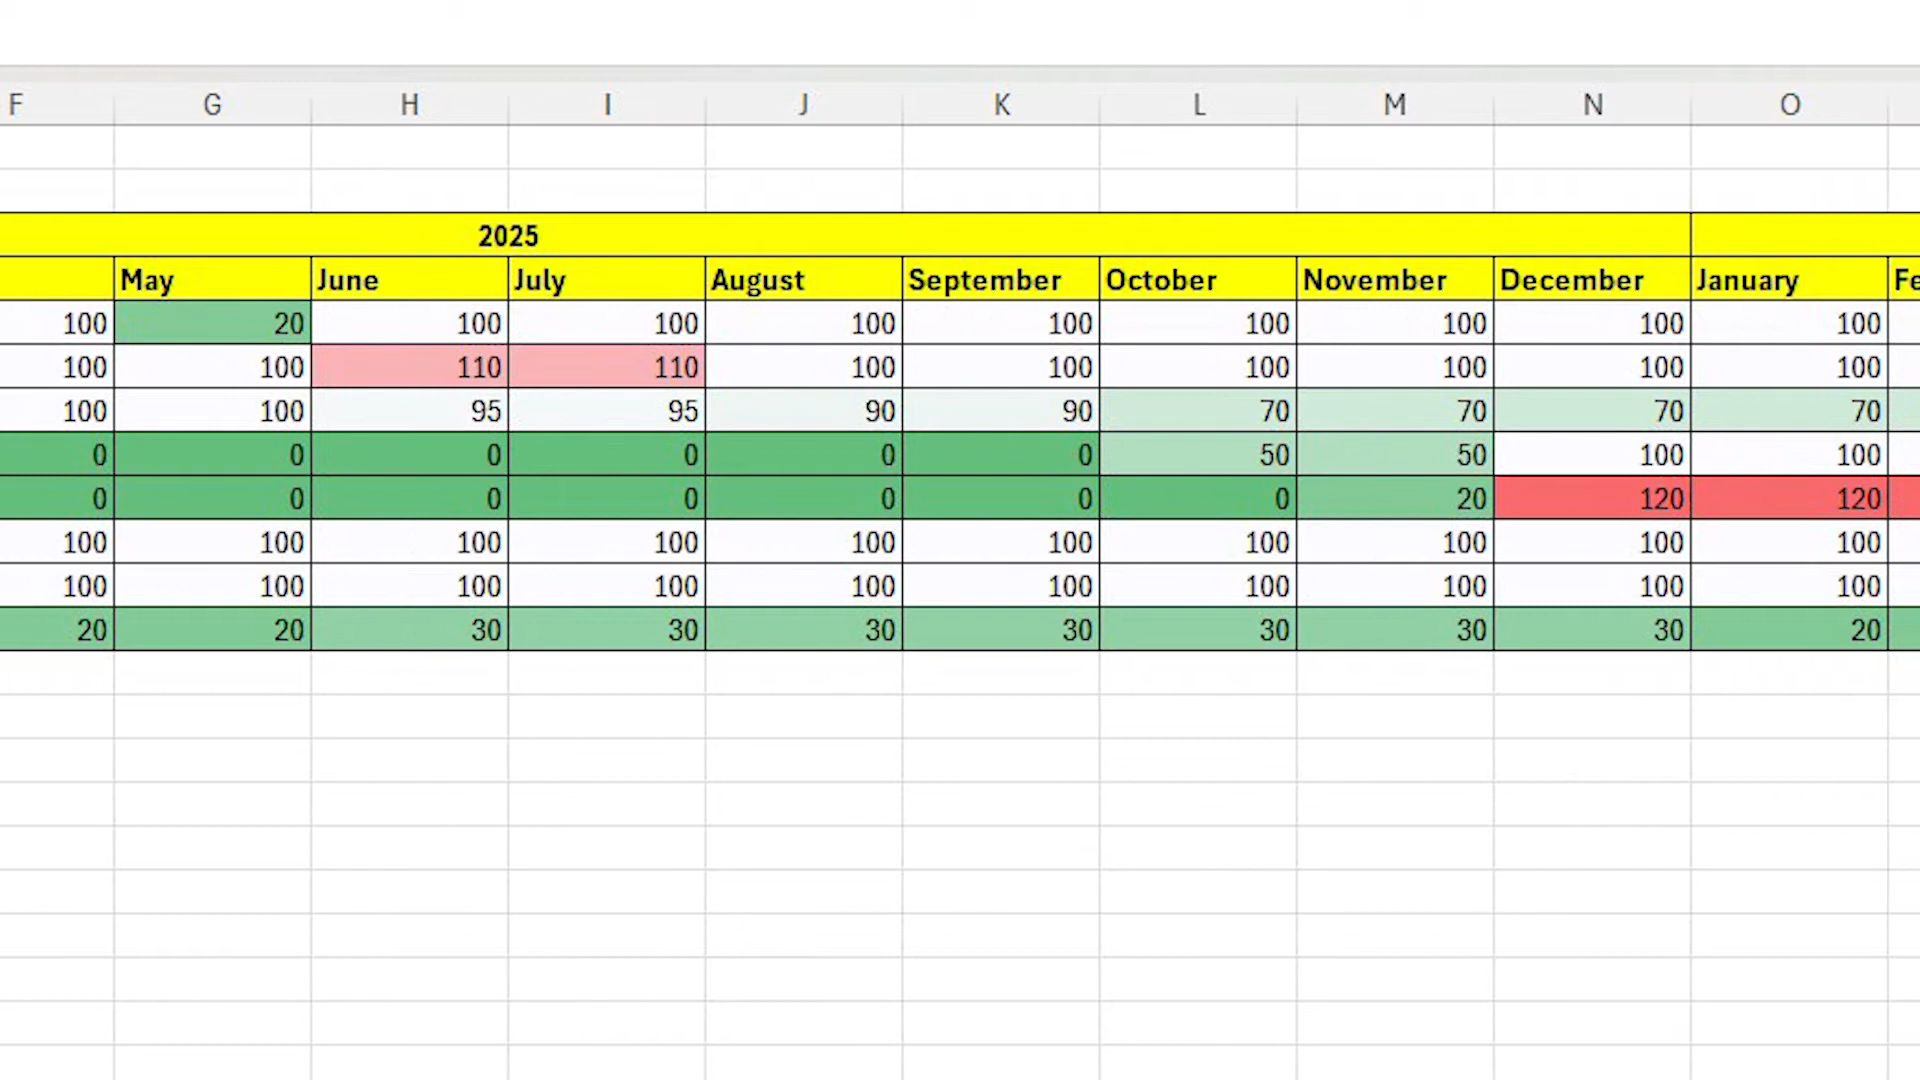 F G H I J K L M N O
2025
May June July August September October November December January Fe
100 20 100 100 100 100 100 100 100 100
100 100 110 110 100 100 100 100 100 100
100 100 95 95 90 90 70 70 70 70
0 0 0 0 0 0 50 50 100 100
0 0 0 0 0 0 0 20 120 120
100 100 100 100 100 100 100 100 100 100
100 100 100 100 100 100 100 100 100 100
20 20 30 30 30 30 30 30 30 20